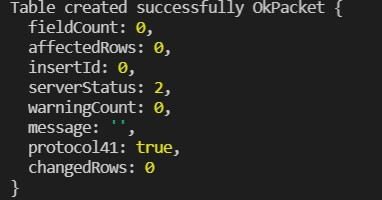 Table created successfully OkPacket {
  fieldCount: 0,
  affectedRows: 0,
  insertId: 0,
  serverStatus: 2,
  warningCount: 0,
  message: '',
  protocol41: true,
  changedRows: 0
}